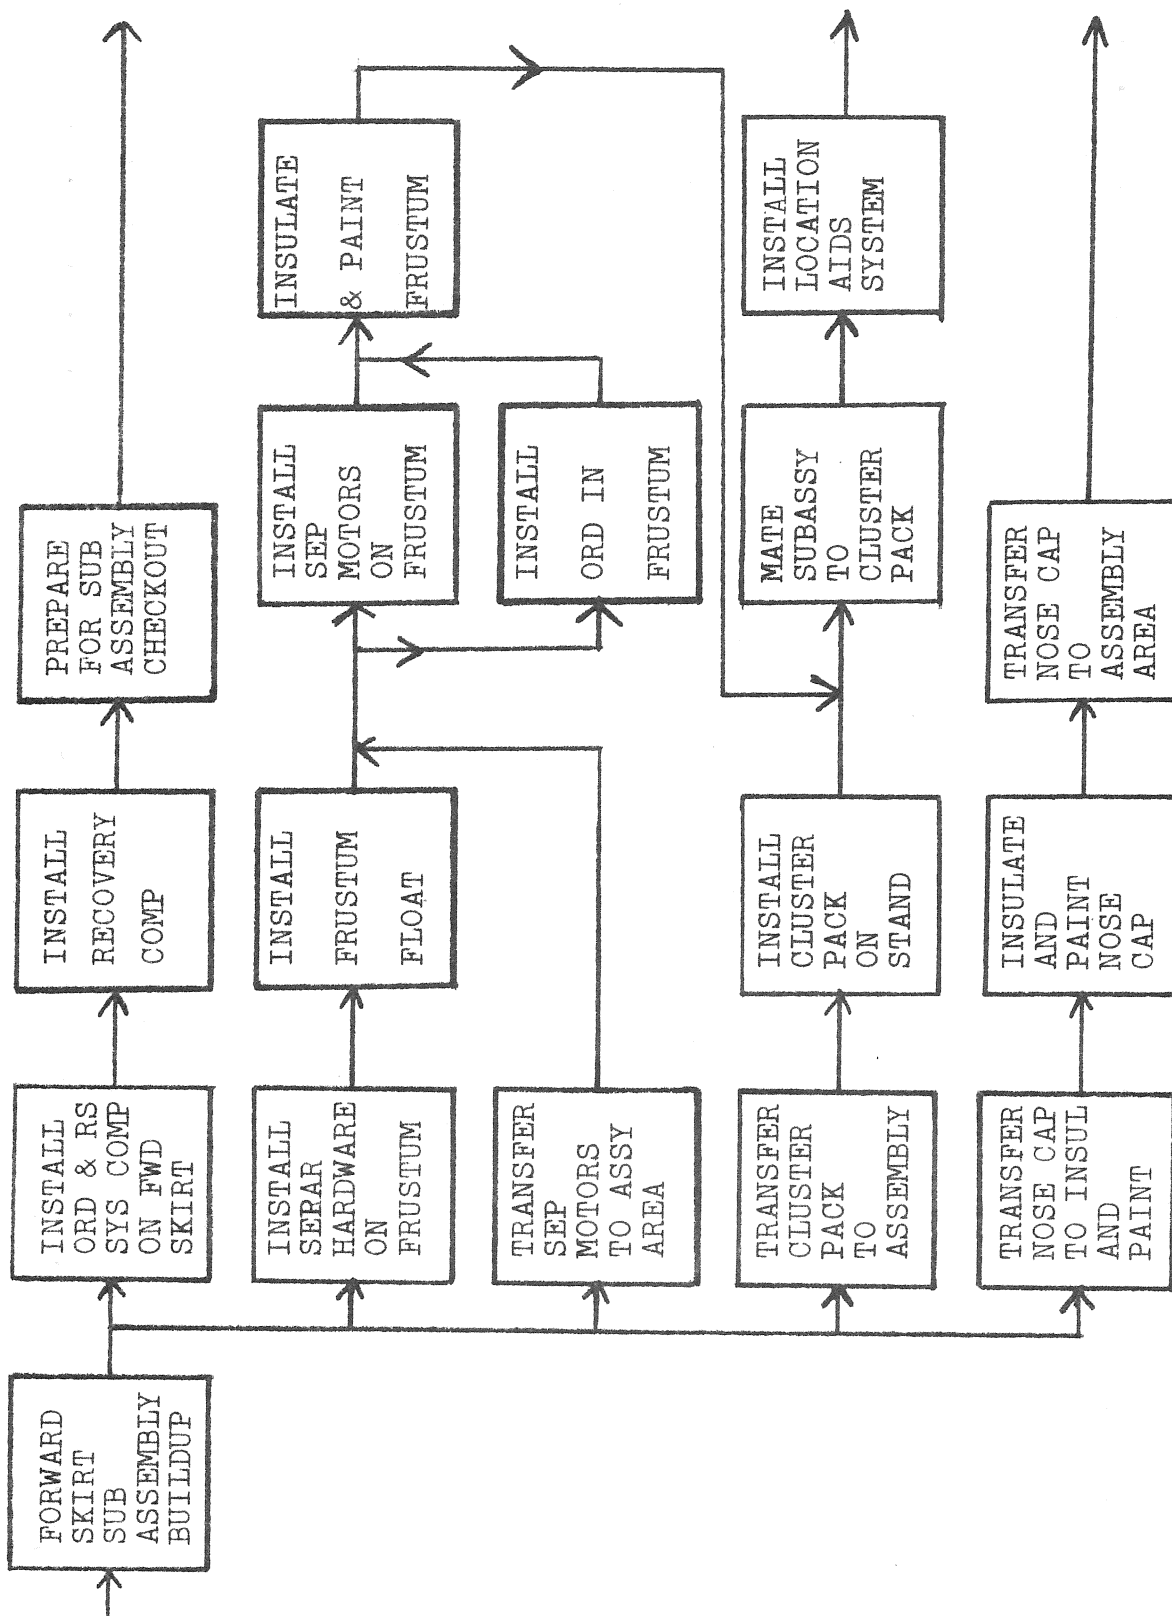 FORWARD
SKIRT
SUB
ASSEMBLY
BUILDUP
INSTALL
ORD & RS
SYS COMP
ON FWD
SKIRT
INSTALL
RECOVERY
COMP
PREPARE
FOR SUB
ASSEMBLY
CHECKOUT
INSTALL
SEPAR
HARDWARE
ON
FRUSTUM
INSTALL
FRUSTUM
FLOAT
INSTALL
SEP
MOTORS
ON
FRUSTUM
INSULATE
& PAINT
FRUSTUM
TRANSFER
SEP
MOTORS
TO ASSY
AREA
INSTALL
ORD IN
FRUSTUM
TRANSFER
CLUSTER
PACK
TO
ASSEMBLY
INSTALL
CLUSTER
PACK
ON
STAND
MATE
SUBASSY
TO
CLUSTER
PACK
INSTALL
LOCATION
AIDS
SYSTEM
TRANSFER
NOSE CAP
TO INSUL
AND
PAINT
INSULATE
AND
PAINT
NOSE
CAP
TRANSFER
NOSE CAP
TO
ASSEMBLY
AREA